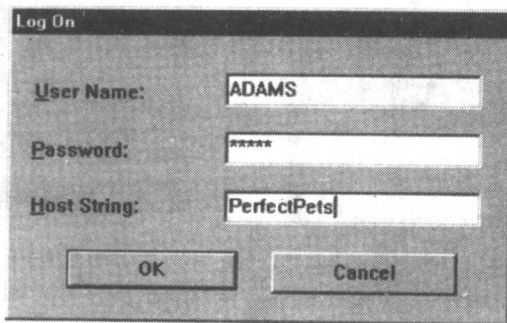 Log On
User Name: ADAMS
Password: *****
Host String: PerfectPets
OK Cancel